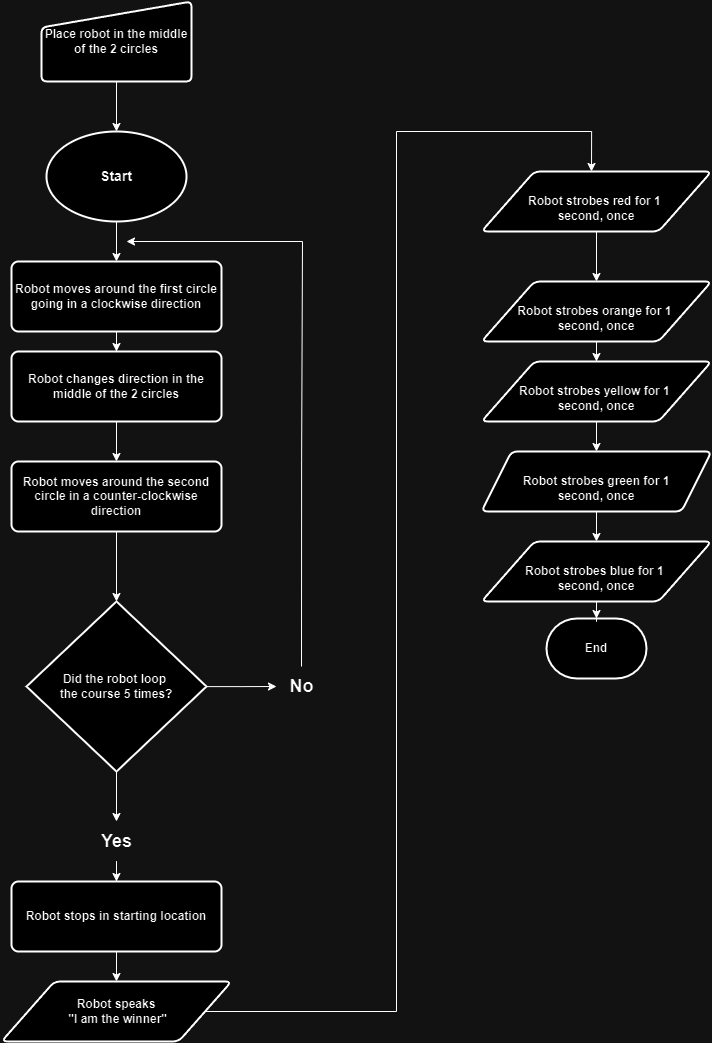 Place robot in the middle
of the 2 circles
Start
Robot moves around the first circle
going in a clockwise direction
Robot changes direction in the
middle of the 2 circles
Robot moves around the second
circle in a counter-clockwise
direction
Did the robot loop
the course 5 times?
No
Yes
Robot stops in starting location
Robot speaks
"I am the winner"
Robot strobes red for 1
second, once
Robot strobes orange for 1
second, once
Robot strobes yellow for 1
second, once
Robot strobes green for 1
second, once
Robot strobes blue for 1
second, once
End